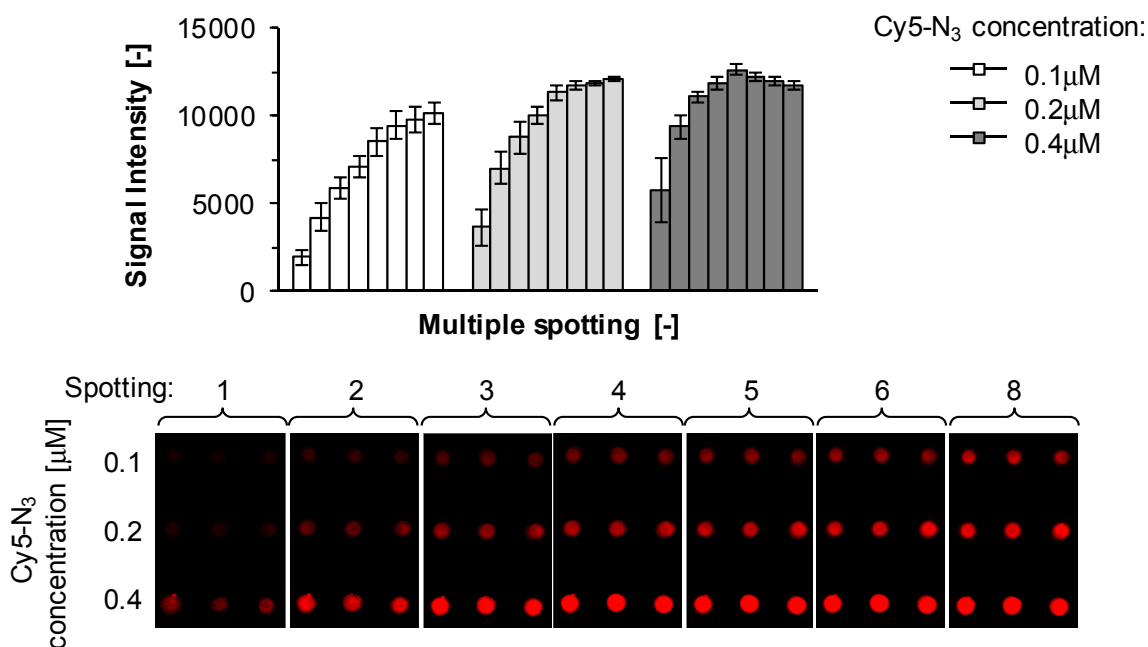 15000
10000
5000
0
Signal Intensity [-]
Multiple spotting [-]
Cy5-N₃ concentration:
0.1μM
0.2μM
0.4μM
Spotting: 1 2 3 4 5 6 8
Cy5-N₃
concentration [μM]
0.1
0.2
0.4